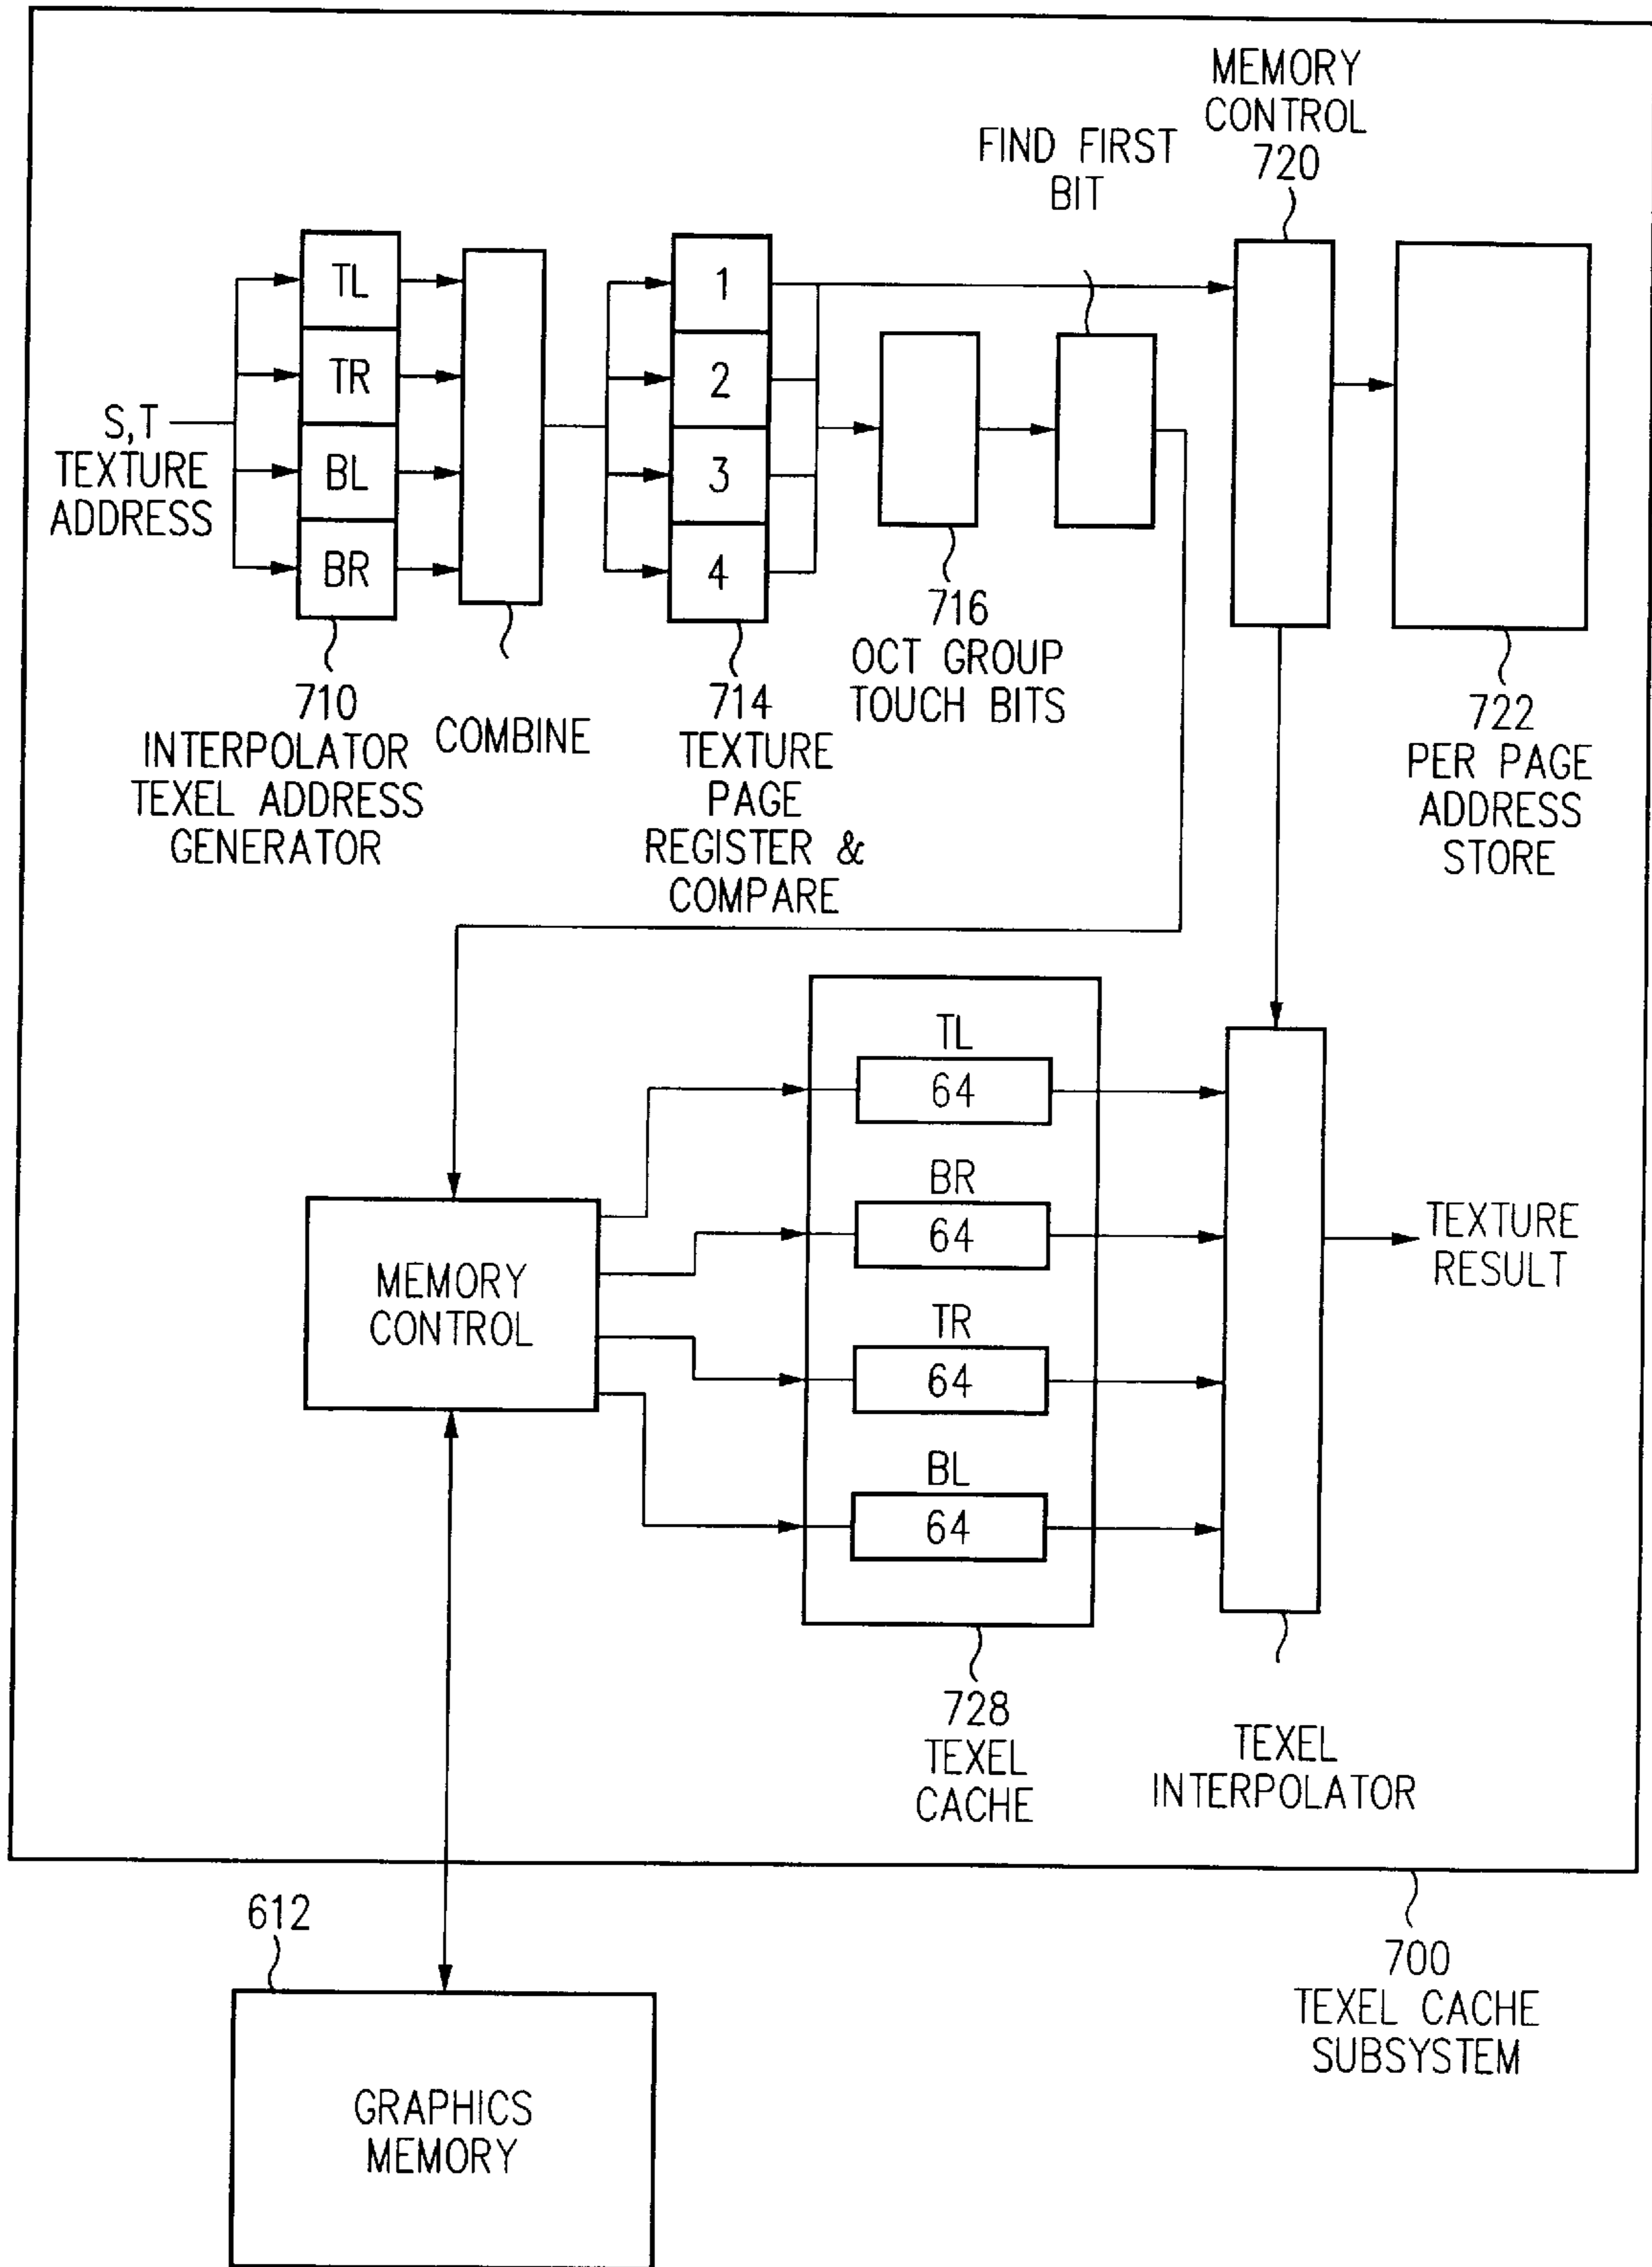 MEMORY
CONTROL
720
FIND FIRST
BIT
S,T
TEXTURE
ADDRESS
TL
TR
BL
BR
710
INTERPOLATOR
TEXEL ADDRESS
GENERATOR
COMBINE
1
2
3
4
714
TEXTURE
PAGE
REGISTER &
COMPARE
716
OCT GROUP
TOUCH BITS
722
PER PAGE
ADDRESS
STORE
MEMORY
CONTROL
TL
64
BR
64
TR
64
BL
64
728
TEXEL
CACHE
TEXEL
INTERPOLATOR
TEXTURE
RESULT
700
TEXEL CACHE
SUBSYSTEM
612
GRAPHICS
MEMORY